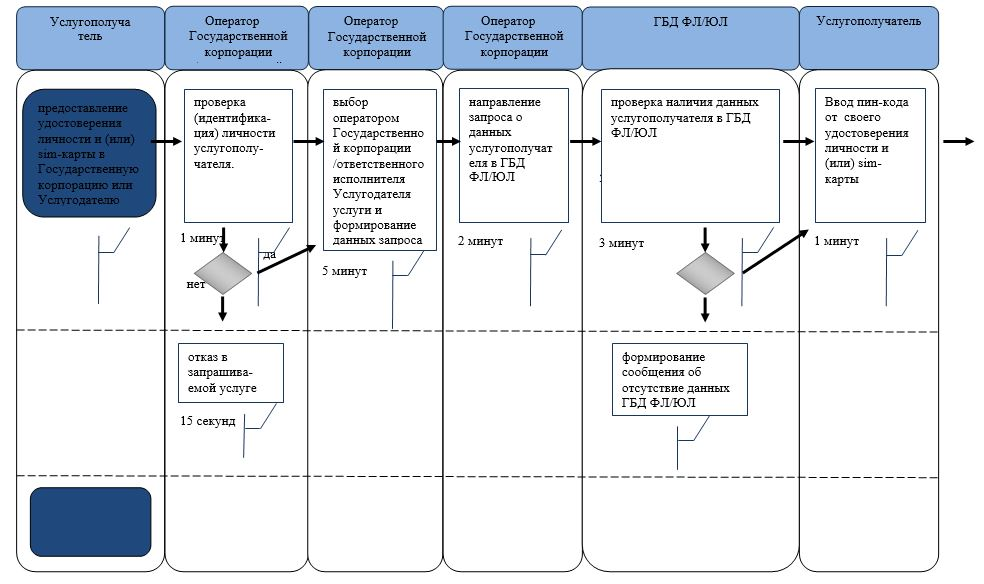 Услугополуча
тель
Оператор
Государственной
корпорации
Оператор
Государственной
корпорации
Оператор
Государственной
корпорации
ГБД ФЛ/ЮЛ
Услугополучатель
предоставление
удостоверения
личности и (или)
sim-карты в
Государственную
корпорацию или
Услугодателю
проверка
(идентифика-
ция) личности
услугополу-
чателя.
выбор
оператором
Государственно
й корпорации
/ответственного
исполнителя
Услугодателя
услуги и
формирование
данных запроса
направление
запроса о
данных
услугополучат
еля в ГБД
ФЛ/ЮЛ
проверка наличия данных
услугополучателя в ГБД
ФЛ/ЮЛ
Ввод пин-кода
от своего
удостоверения
личности и
(или) sim-
карты
1 минут
да
нет
5 минут
2 минут
3 минут
1 минут
отказ в
запрашива-
емой услуге
15 секунд
формирование
сообщения об
отсутствие данных
ГБД ФЛ/ЮЛ